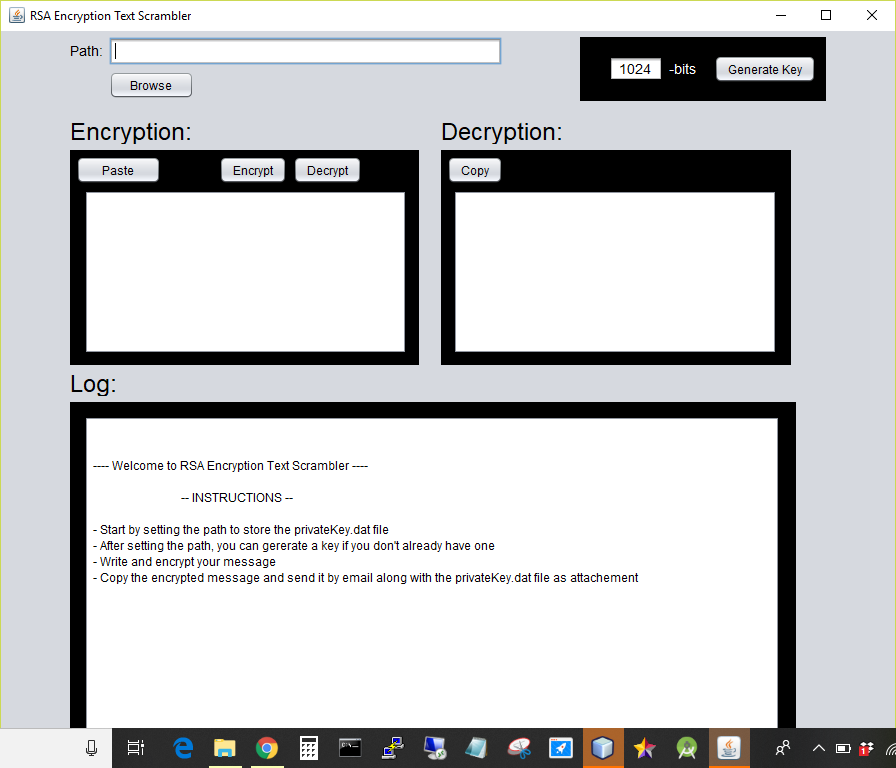 RSA Encryption Text Scrambler
Path:
Browse
1024 -bits Generate Key
Encryption:
Paste Encrypt Decrypt
Decryption:
Copy
Log:
---- Welcome to RSA Encryption Text Scrambler ----
-- INSTRUCTIONS --
- Start by setting the path to store the privateKey.dat file
- After setting the path, you can gererate a key if you don't already have one
- Write and encrypt your message
- Copy the encrypted message and send it by email along with the privateKey.dat file as attachement